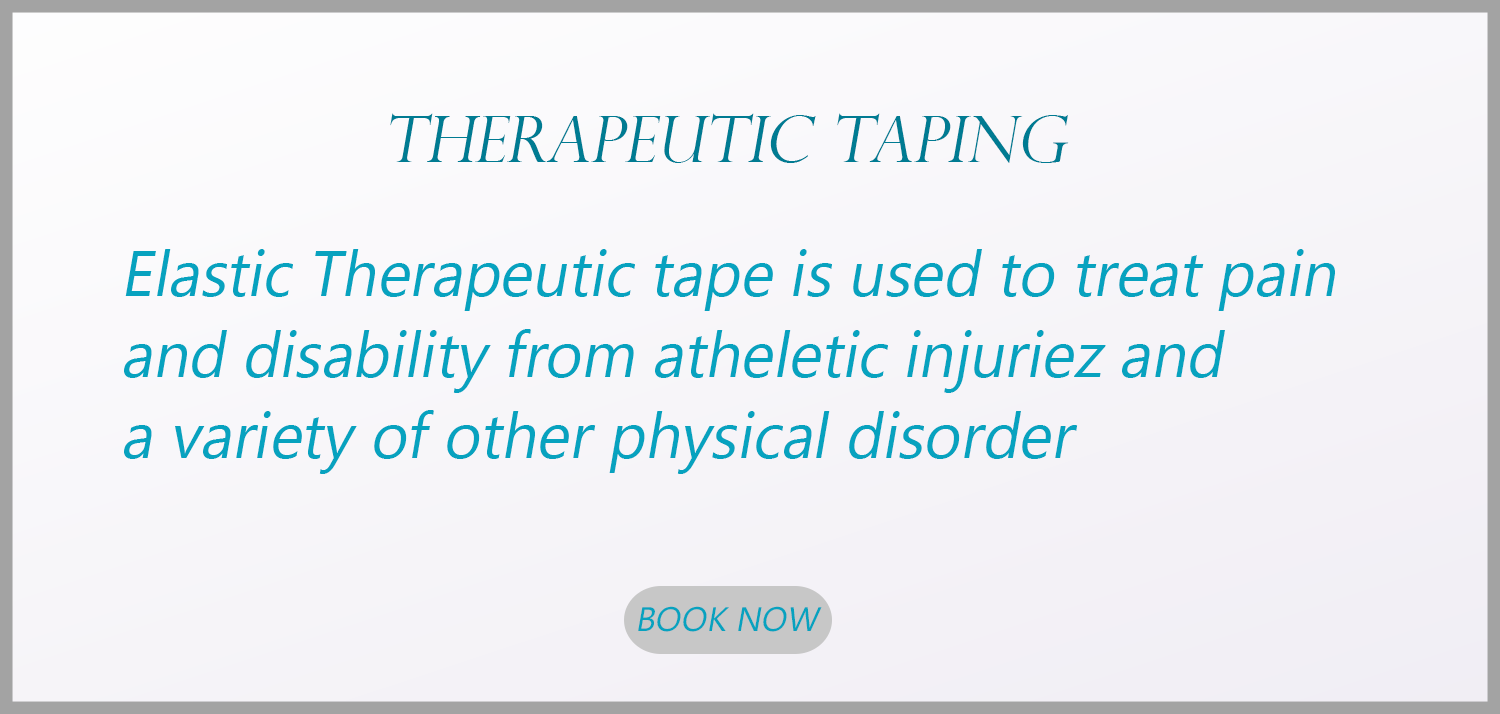 THERAPEUTIC TAPING
Elastic Therapeutic tape is used to treat pain
and disability from atheletic injuriez and
a variety of other physical disorder
BOOK NOW